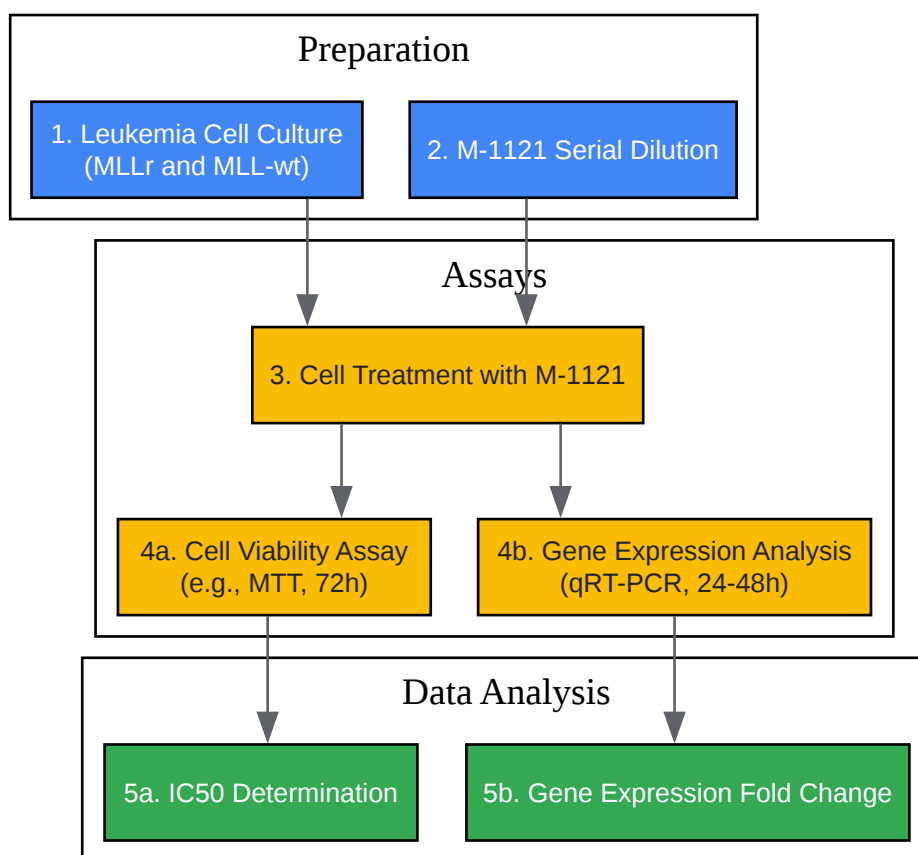 Preparation
1. Leukemia Cell Culture
(MLLr and MLL-wt)
2. M-1121 Serial Dilution
Assays
3. Cell Treatment with M-1121
4a. Cell Viability Assay
(e.g., MTT, 72h)
4b. Gene Expression Analysis
(qRT-PCR, 24-48h)
Data Analysis
5a. IC50 Determination
5b. Gene Expression Fold Change